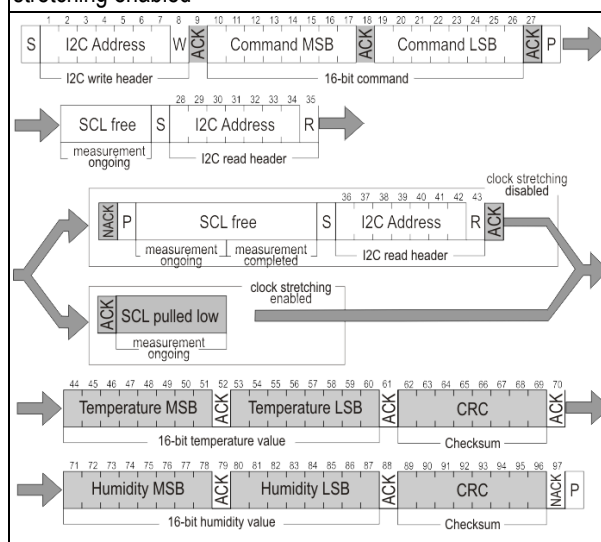 stretching enabled
1 2 3 4 5 6 7 8 9 10 11 12 13 14 15 16 17 18 19 20 21 22 23 24 25 26 27
S I2C Address W ACK Command MSB ACK Command LSB ACK P
I2C write header 16-bit command
28 29 30 31 32 33 34 35
SCL free S I2C Address R
measurement ongoing I2C read header
clock stretching disabled
36 37 38 39 40 41 42 43
NACK P SCL free S I2C Address R ACK
measurement ongoing measurement completed I2C read header
clock stretching enabled
ACK SCL pulled low
measurement ongoing
44 45 46 47 48 49 50 51 52 53 54 55 56 57 58 59 60 61 62 63 64 65 66 67 68 69 70
Temperature MSB ACK Temperature LSB ACK CRC ACK
16-bit temperature value Checksum
71 72 73 74 75 76 77 78 79 80 81 82 83 84 85 86 87 88 89 90 91 92 93 94 95 96 97
Humidity MSB ACK Humidity LSB ACK CRC NACK P
16-bit humidity value Checksum